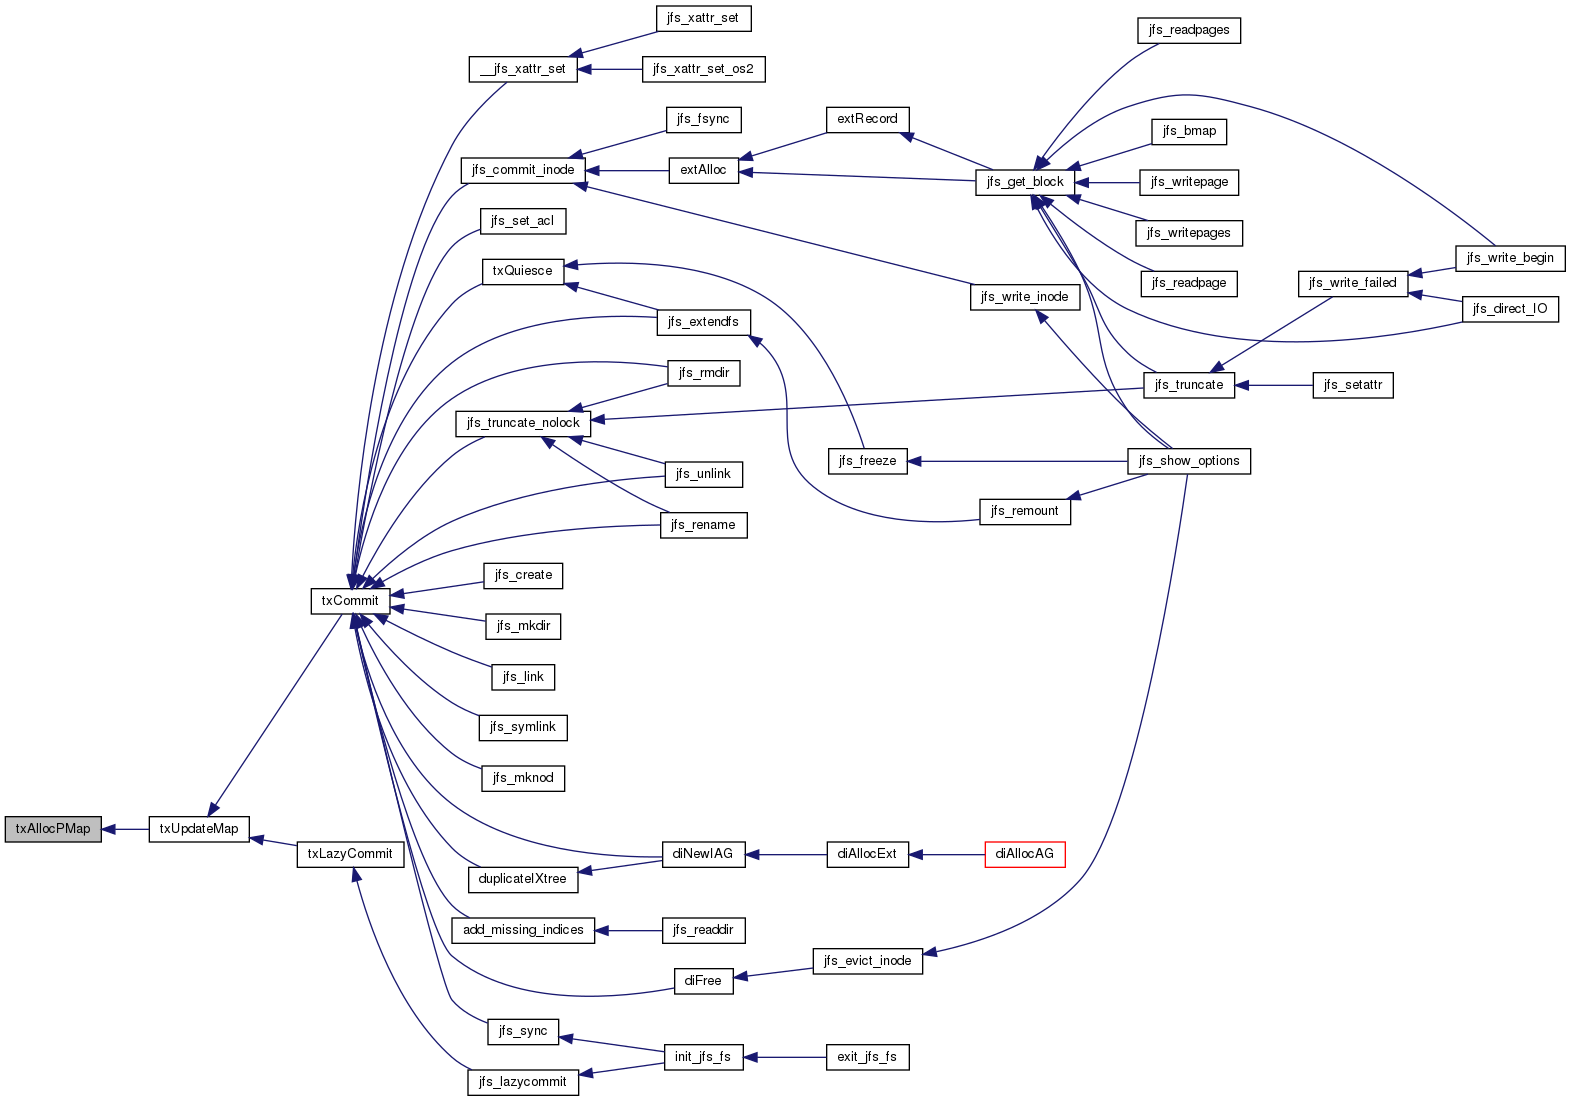 jfs_xattr_set
jfs_readpages
__jfs_xattr_set
jfs_xattr_set_os2
jfs_fsync
extRecord
jfs_bmap
jfs_commit_inode
extAlloc
jfs_get_block
jfs_writepage
jfs_set_acl
jfs_writepages
jfs_write_begin
txQuiesce
jfs_write_inode
jfs_readpage
jfs_write_failed
jfs_direct_IO
jfs_extendfs
jfs_rmdir
jfs_truncate
jfs_setattr
jfs_truncate_nolock
jfs_freeze
jfs_show_options
jfs_unlink
jfs_remount
jfs_rename
jfs_create
txCommit
jfs_mkdir
jfs_link
jfs_symlink
jfs_mknod
txAllocPMap
txUpdateMap
txLazyCommit
diNewIAG
diAllocExt
diAllocAG
duplicateIXtree
add_missing_indices
jfs_readdir
jfs_evict_inode
diFree
jfs_sync
init_jfs_fs
exit_jfs_fs
jfs_lazycommit